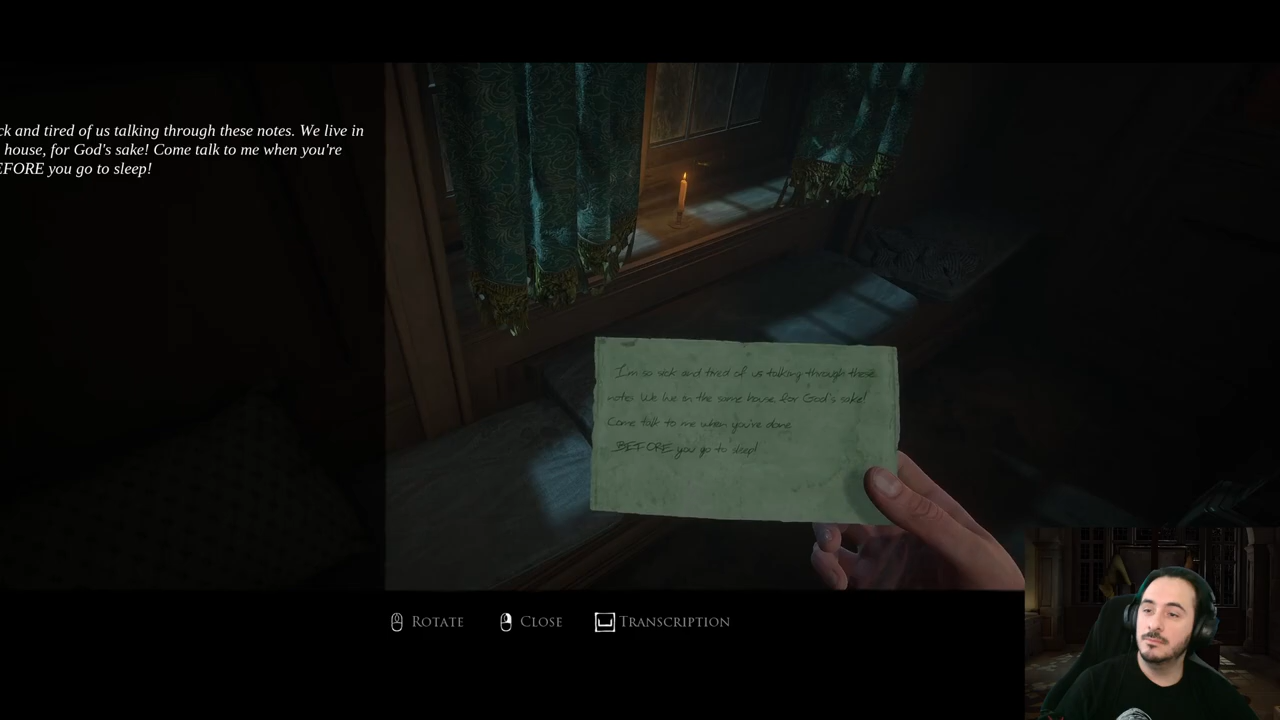 ck and tired of us talking through these notes. We live in
house, for God's sake! Come talk to me when you're
EFORE you go to sleep!
I'm so sick and tired of us talking through these
notes. We live in the same house, for God's sake!
Come talk to me when you're done
BEFORE you go to sleep!
ROTATE
CLOSE
TRANSCRIPTION